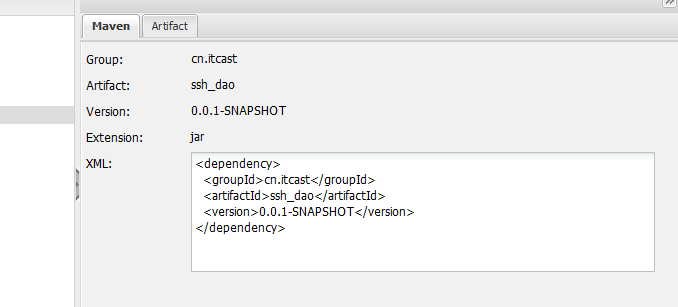 Maven Artifact
Group: cn.itcast
Artifact: ssh_dao
Version: 0.0.1-SNAPSHOT
Extension: jar
XML: <dependency>
<groupId>cn.itcast</groupId>
<artifactId>ssh_dao</artifactId>
<version>0.0.1-SNAPSHOT</version>
</dependency>